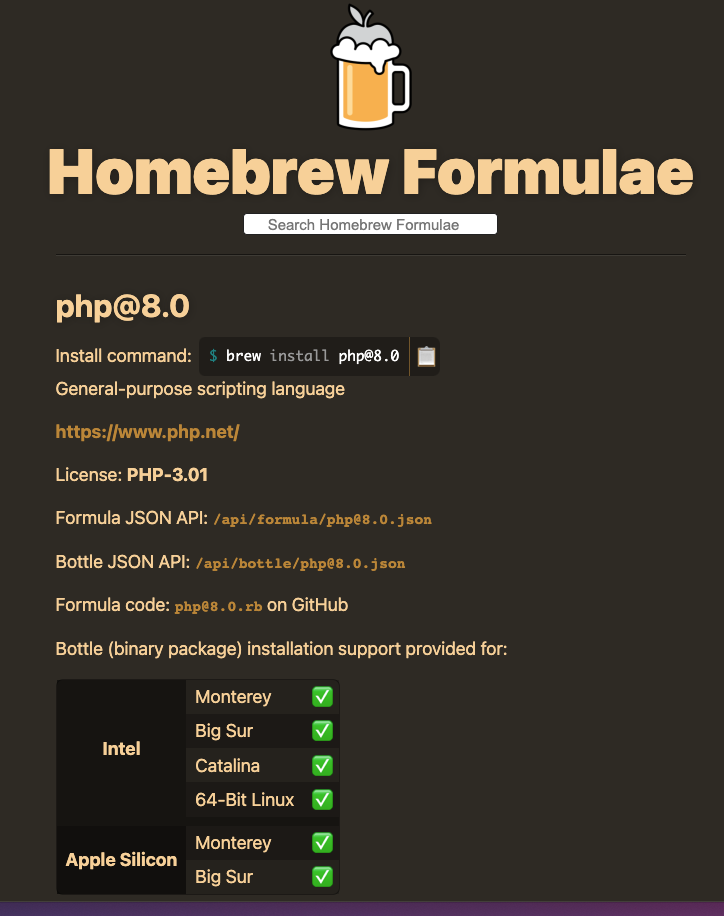 Homebrew Formulae
Search Homebrew Formulae
php@8.0
Install command: $ brew install php@8.0
General-purpose scripting language
https://www.php.net/
License: PHP-3.01
Formula JSON API: /api/formula/php@8.0.json
Bottle JSON API: /api/bottle/php@8.0.json
Formula code: php@8.0.rb on GitHub
Bottle (binary package) installation support provided for:
Intel
Monterey ✅
Big Sur ✅
Catalina ✅
64-Bit Linux ✅
Apple Silicon
Monterey ✅
Big Sur ✅